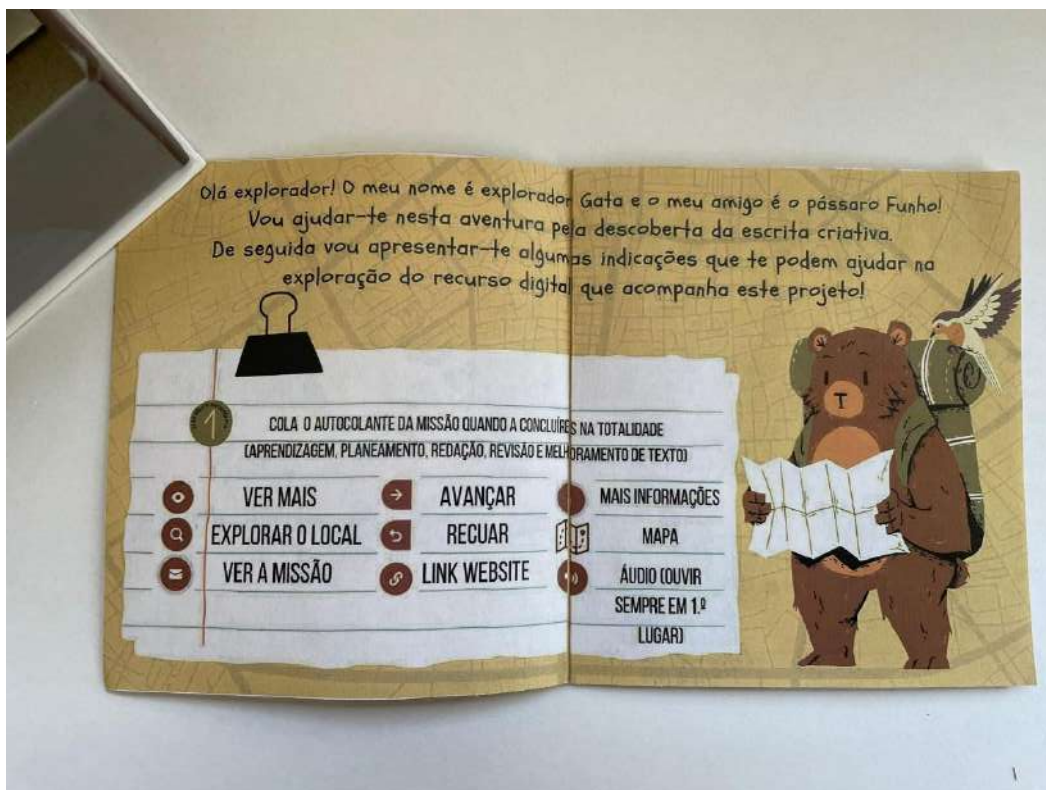 Olá explorador! O meu nome é explorador Gata e o meu amigo é o pássaro Funho!
Vou ajudar-te nesta aventura pela descoberta da escrita criativa.
De seguida vou apresentar-te algumas indicações que te podem ajudar na
exploração do recurso digital que acompanha este projeto!
1
COLA O AUTOCOLANTE DA MISSÃO QUANDO A CONCLUÍRES NA TOTALIDADE
(APRENDIZAGEM, PLANEAMENTO, REDAÇÃO, REVISÃO E MELHORAMENTO DE TEXTO)
VER MAIS
AVANÇAR
MAIS INFORMAÇÕES
EXPLORAR O LOCAL
RECUAR
MAPA
VER A MISSÃO
LINK WEBSITE
ÁUDIO (OUVIR
SEMPRE EM 1.º
LUGAR)